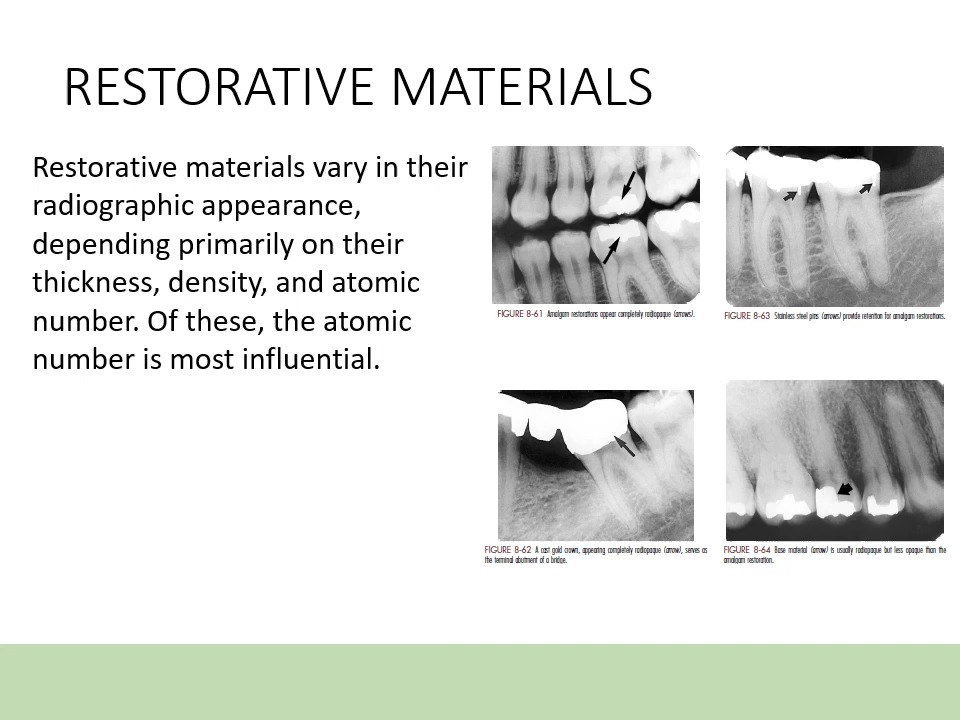 RESTORATIVE MATERIALS
Restorative materials vary in their
radiographic appearance,
depending primarily on their
thickness, density, and atomic
number. Of these, the atomic
number is most influential.
FIGURE 8-61 Amalgam restorations appear completely radiopaque (arrows).
FIGURE 8-63 Stainless steel pins (arrows) provide retention for amalgam restorations.
FIGURE 8-62 A cast gold crown, appearing completely radiopaque (arrow), serves as
the terminal abutment of a bridge.
FIGURE 8-64 Base material (arrow) is usually radiopaque but less opaque than the
amalgam restoration.